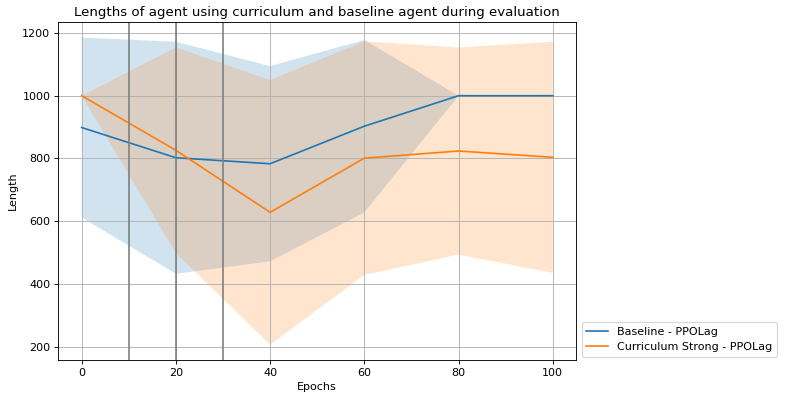 Lengths of agent using curriculum and baseline agent during evaluation
1200
1000
800
600
400
200
Length
0 20 40 60 80 100
Epochs
Baseline - PPOLag
Curriculum Strong - PPOLag